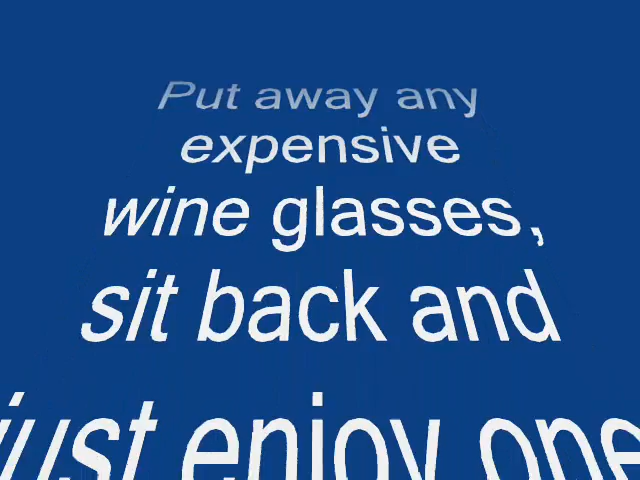 Put away any
expensive
wine glasses,
sit back and
just enjoy one